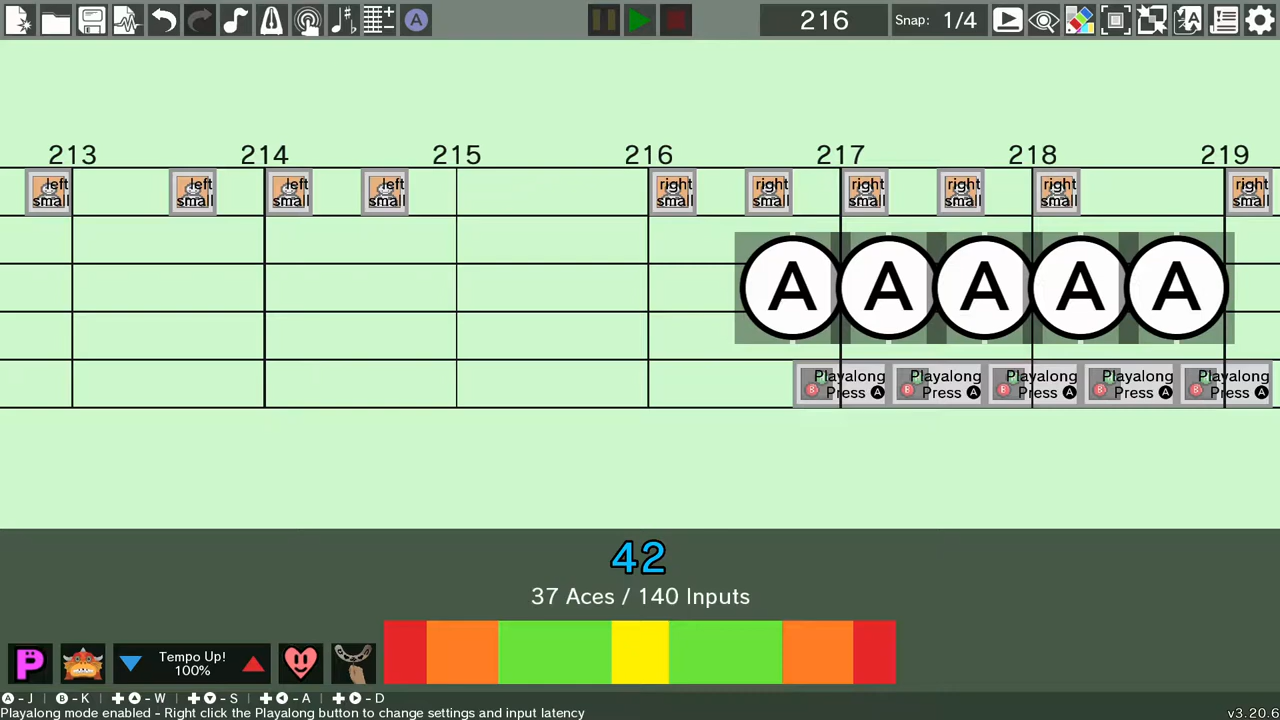 A
216
Snap: 1/4
A
213 214 215 216 217 218 219
left small
left small
left small
left small
right small
right small
right small
right small
right small
right small
A A A A A
Playalong Press A
Playalong Press A
Playalong Press A
Playalong Press A
Playalong Press A
42
37 Aces / 140 Inputs
P
Tempo Up!
100%
A - J | B - K | - W | - S | - A | - D
Playalong mode enabled - Right click the Playalong button to change settings and input latency
v3.20.6